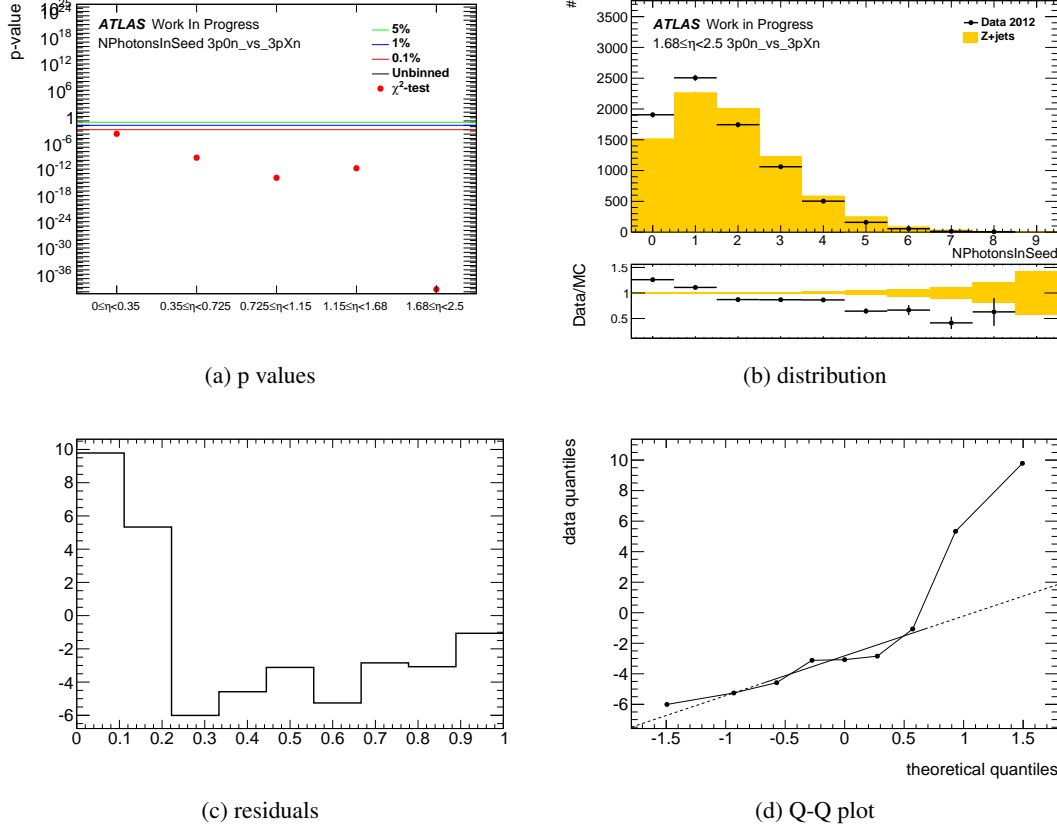 p-value
10^25
10^18
10^12
10^6
1
10^-6
10^-12
10^-18
10^-24
10^-30
10^-36
ATLAS Work In Progress
NPhotonsInSeed 3p0n_vs_3pXn
5%
1%
0.1%
Unbinned
χ²-test
0≤η<0.35 0.35≤η<0.725 0.725≤η<1.15 1.15≤η<1.68 1.68≤η<2.5
(a) p values
#
3500
3000
2500
2000
1500
1000
500
0
ATLAS Work in Progress
1.68≤η<2.5 3p0n_vs_3pXn
Data 2012
Z+jets
0 1 2 3 4 5 6 7 8 9
NPhotonsInSeed
Data/MC
1.5
1
0.5
(b) distribution
10
8
6
4
2
0
-2
-4
-6
0 0.1 0.2 0.3 0.4 0.5 0.6 0.7 0.8 0.9 1
(c) residuals
data quantiles
10
8
6
4
2
0
-2
-4
-6
-1.5 -1 -0.5 0 0.5 1 1.5
theoretical quantiles
(d) Q-Q plot